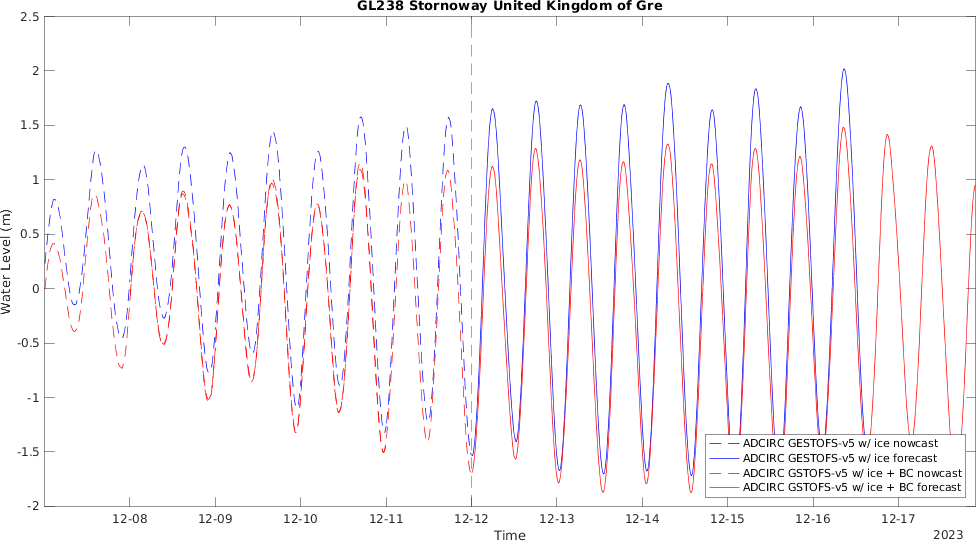 GL238 Stornoway United Kingdom of Gre
2.5
2
1.5
1
0.5
0
-0.5
-1
-1.5
-2
Water Level (m)
12-08 12-09 12-10 12-11 12-12 12-13 12-14 12-15 12-16 12-17
Time
2023
ADCIRC GESTOFS-v5 w/ ice nowcast
ADCIRC GESTOFS-v5 w/ ice forecast
ADCIRC GSTOFS-v5 w/ ice + BC nowcast
ADCIRC GSTOFS-v5 w/ ice + BC forecast